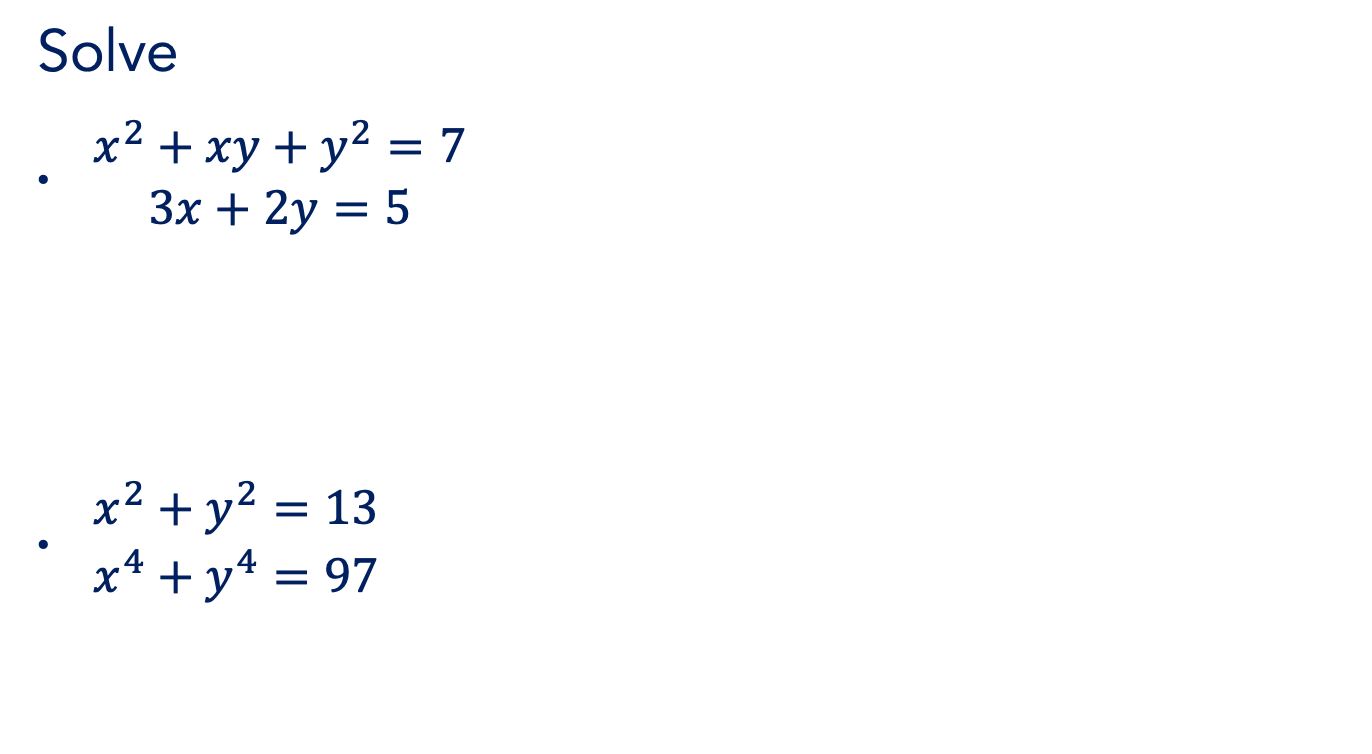 Solve
• x² + xy + y² = 7
3x + 2y = 5
• x² + y² = 13
x⁴ + y⁴ = 97